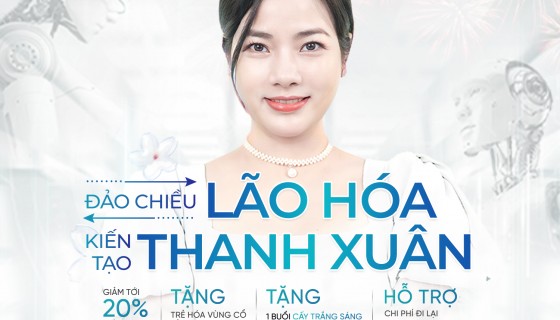 ĐẢO CHIỀU LÃO HÓA
KIẾN TẠO THANH XUÂN
GIẢM TỚI
20%
TẶNG
TRẺ HÓA VÙNG CỔ
TẶNG
1 BUỔI CẤY TRẮNG SÁNG
HỖ TRỢ
CHI PHÍ ĐI LẠI